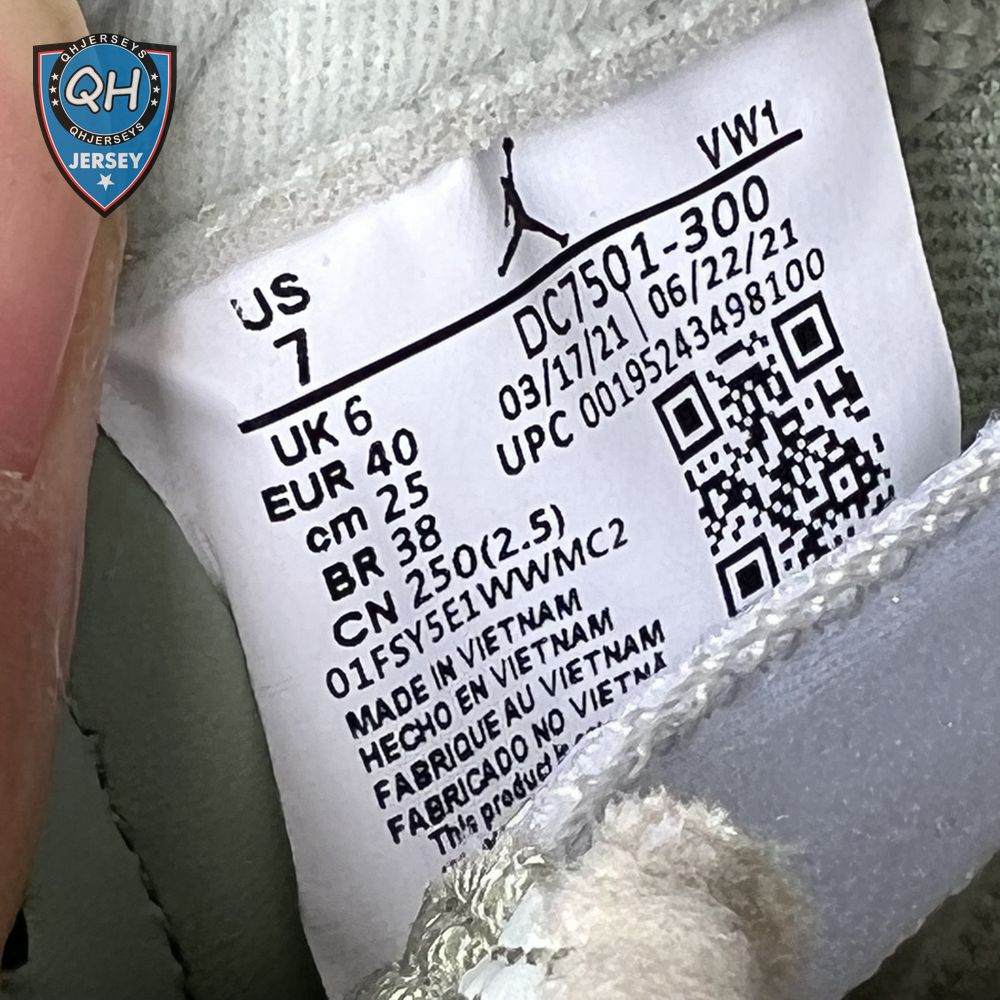 QHJERSEYS
QH
QHJERSEYS
JERSEY
US
7
VW1
DC7501-300
03/17/21 | 06/22/21
UPC 00195243498100
UK 6
EUR 40
cm 25
BR 38
CN 250(2.5)
01FSY5E1WWMC2
MADE IN VIETNAM
HECHO EN VIETNAM
FABRIQUE AU VIETNAM
FABRICADO NO VIETNA
This product